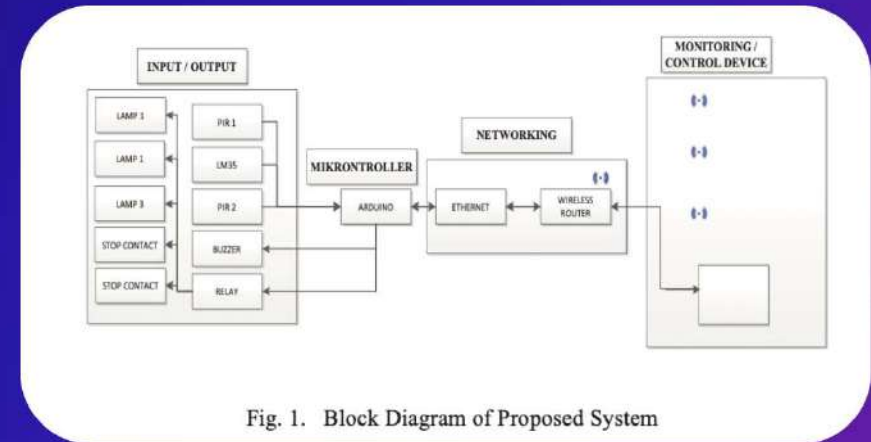 INPUT / OUTPUT
LAMP 1
LAMP 1
LAMP 3
STOP CONTACT
STOP CONTACT
PIR 1
LM35
PIR 2
BUZZER
RELAY
MIKRONTROLLER
ARDUINO
NETWORKING
ETHERNET
WIRELESS
ROUTER
MONITORING /
CONTROL DEVICE
Fig. 1. Block Diagram of Proposed System